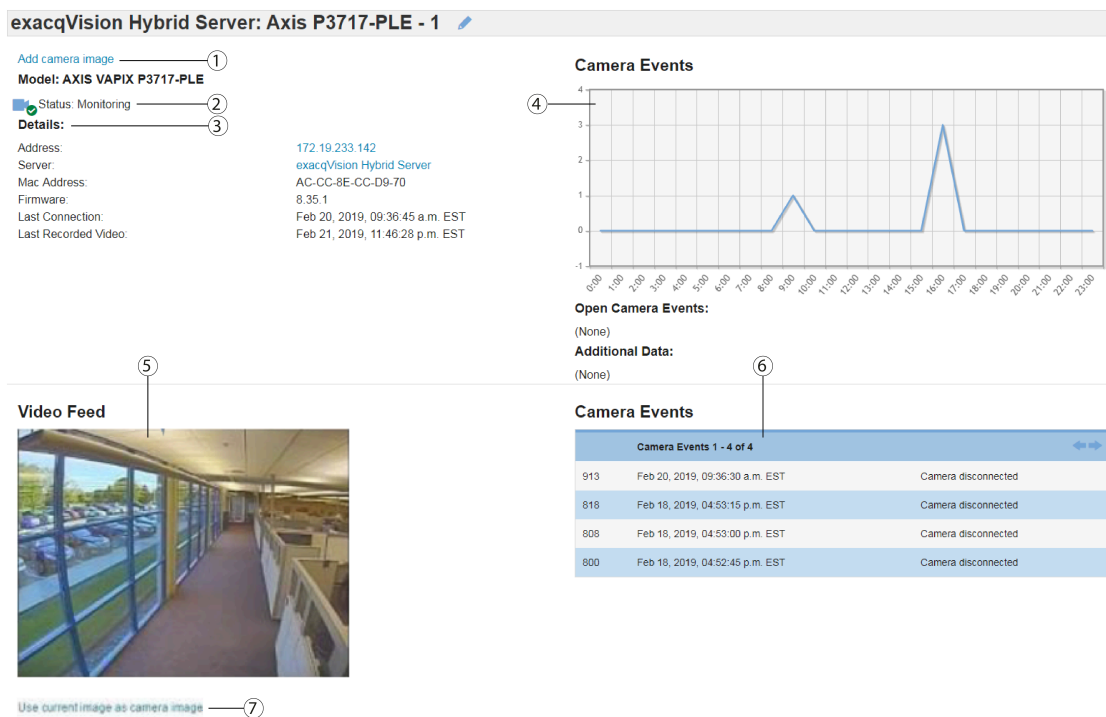 exacqVision Hybrid Server: Axis P3717-PLE - 1
Add camera image
1
Model: AXIS VAPIX P3717-PLE
Status: Monitoring
2
Details:
3
Address: 172.19.233.142
Server: exacqVision Hybrid Server
Mac Address: AC-CC-8E-CC-D9-70
Firmware: 8.35.1
Last Connection: Feb 20, 2019, 09:36:45 a.m. EST
Last Recorded Video: Feb 21, 2019, 11:46:28 p.m. EST
Camera Events
4
4
3
2
1
0
-1
0:00 1:00 2:00 3:00 4:00 5:00 6:00 7:00 8:00 9:00 10:00 11:00 12:00 13:00 14:00 15:00 16:00 17:00 18:00 19:00 20:00 21:00 22:00 23:00
Open Camera Events:
(None)
Additional Data:
(None)
5
6
Video Feed
Camera Events
Camera Events 1 - 4 of 4
913 Feb 20, 2019, 09:36:30 a.m. EST Camera disconnected
818 Feb 18, 2019, 04:53:15 p.m. EST Camera disconnected
808 Feb 18, 2019, 04:53:00 p.m. EST Camera disconnected
800 Feb 18, 2019, 04:52:45 p.m. EST Camera disconnected
Use current image as camera image
7